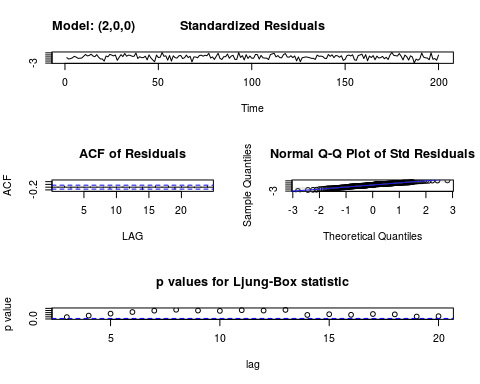 Model: (2,0,0) Standardized Residuals
-3
0 50 100 150 200
Time
ACF of Residuals
ACF
-0.2
5 10 15 20
LAG
Normal Q-Q Plot of Std Residuals
Sample Quantiles
-3
-3 -2 -1 0 1 2 3
Theoretical Quantiles
p values for Ljung-Box statistic
p value
0.0
5 10 15 20
lag